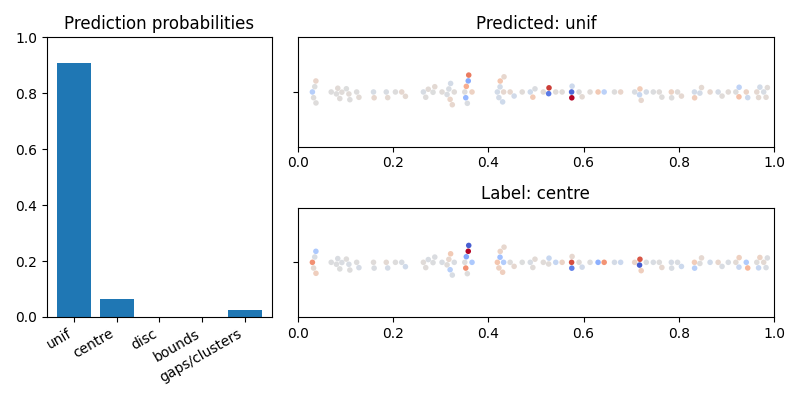 Prediction probabilities
1.0
0.8
0.6
0.4
0.2
0.0
unif
centre
disc
bounds
gaps/clusters
Predicted: unif
0.0 0.2 0.4 0.6 0.8 1.0
Label: centre
0.0 0.2 0.4 0.6 0.8 1.0